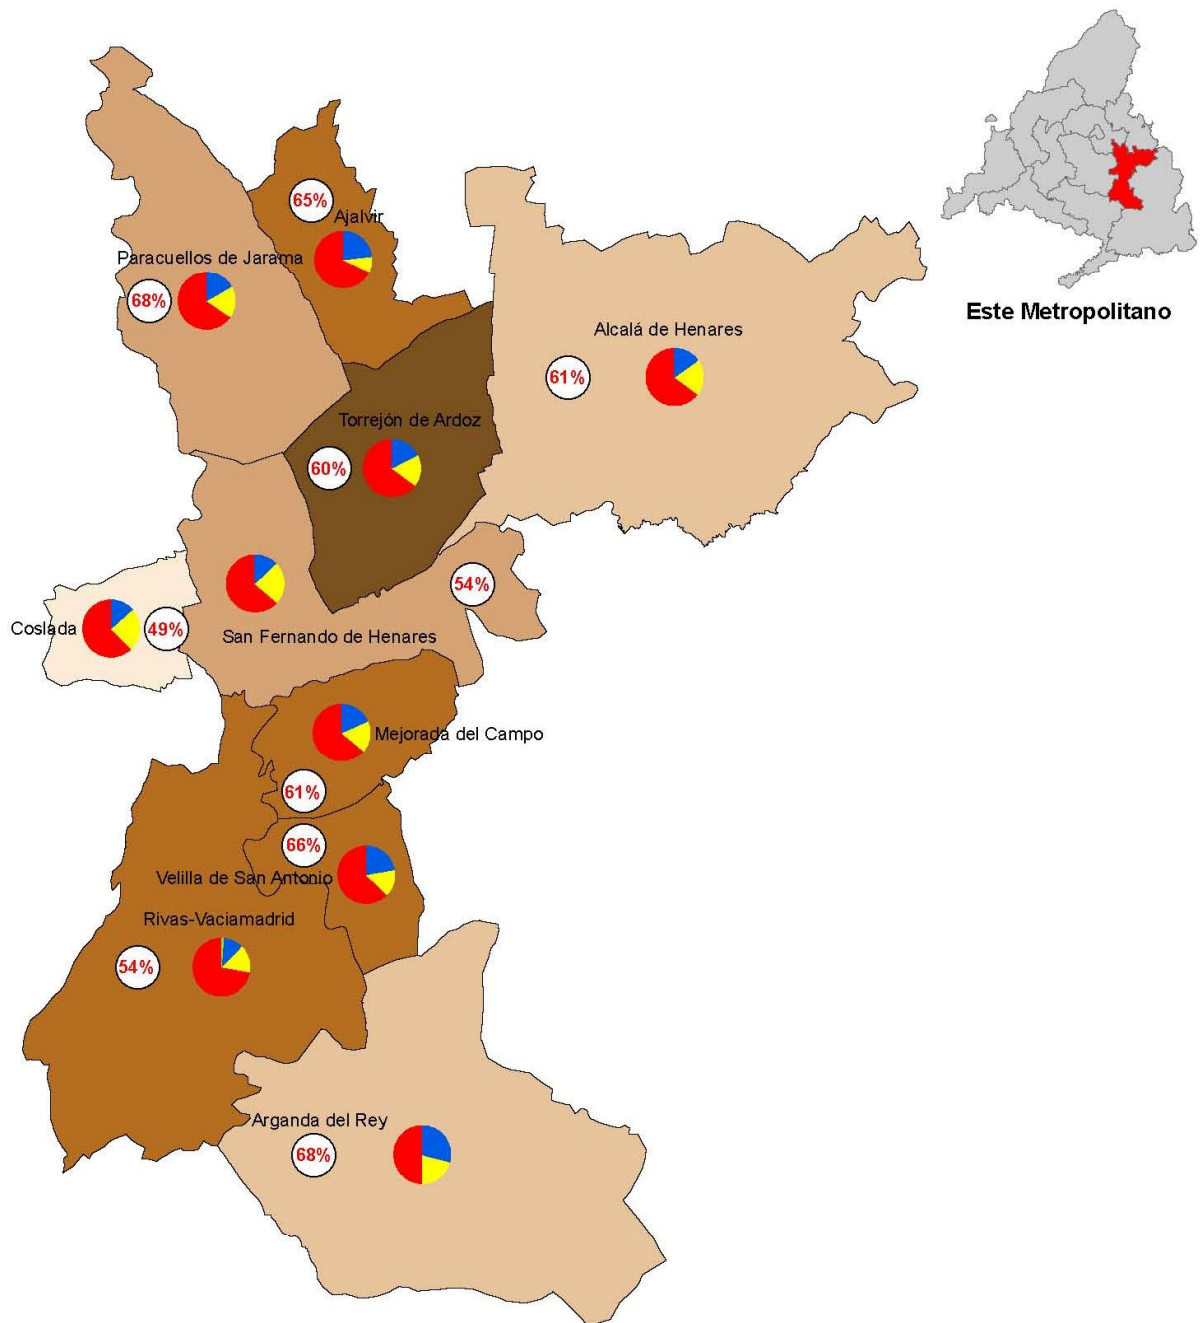 65%
Ajalvir
Paracuellos de Jarama
68%
Este Metropolitano
Alcalá de Henares
61%
Torrejón de Ardoz
60%
54%
Coslada
49%
San Fernando de Henares
Mejorada del Campo
61%
66%
Velilla de San Antonio
Rivas-Vaciamadrid
54%
Arganda del Rey
68%